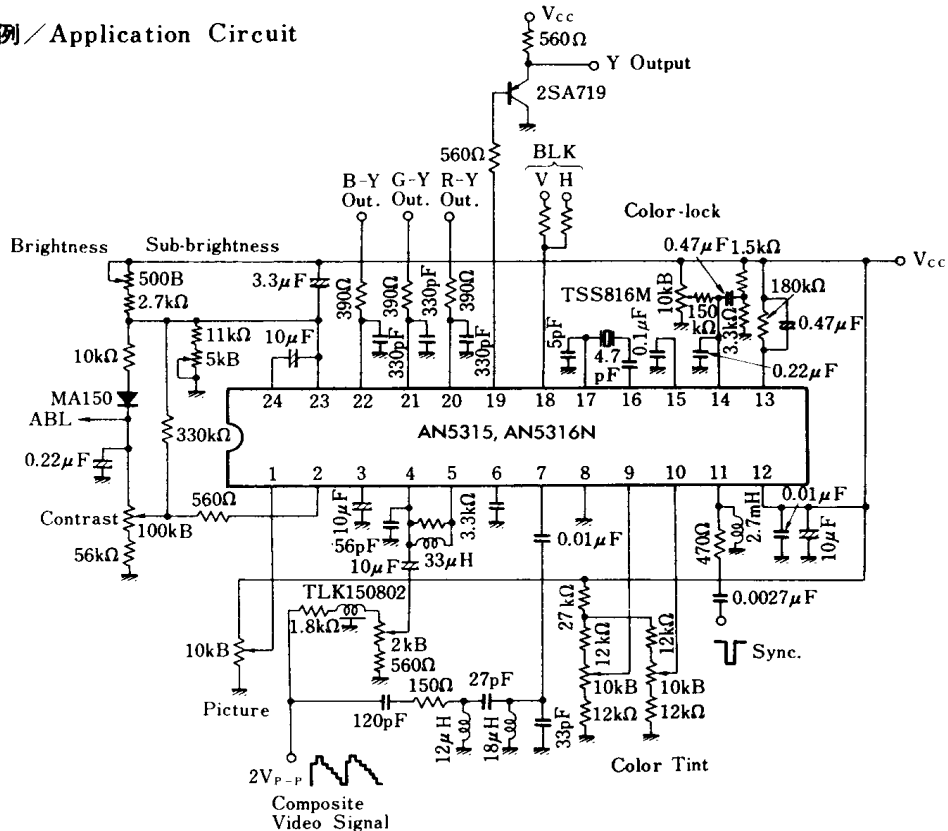 例/Application Circuit
Vcc
560Ω
Y Output
2SA719
560Ω
BLK
V H
B-Y Out.
G-Y Out.
R-Y Out.
Color-lock
Brightness
Sub-brightness
0.47μF
1.5kΩ
Vcc
500B
2.7kΩ
3.3μF
390Ω
390Ω
330pF
390Ω
TSS816M
10kB
150kΩ
3.3kΩ
180kΩ
0.47μF
11kΩ
5kB
10μF
330pF
330pF
5pF
4.7pF
0.1μF
0.22μF
10kΩ
MA150
ABL
24 23 22 21 20 19 18 17 16 15 14 13
AN5315, AN5316N
1 2 3 4 5 6 7 8 9 10 11 12
330kΩ
0.22μF
560Ω
Contrast
100kB
56kΩ
10μF
56pF
3.3kΩ
33μH
10μF
0.01μF
470Ω
2.7mH
0.01μF
10μF
0.0027μF
Sync.
TLK150802
1.8kΩ
2kB
560Ω
10kB
Picture
27kΩ
12kΩ
12kΩ
10kB
10kB
12kΩ
12kΩ
120pF
150Ω
12μH
27pF
18μH
33pF
Color Tint
2VP-P
Composite
Video Signal